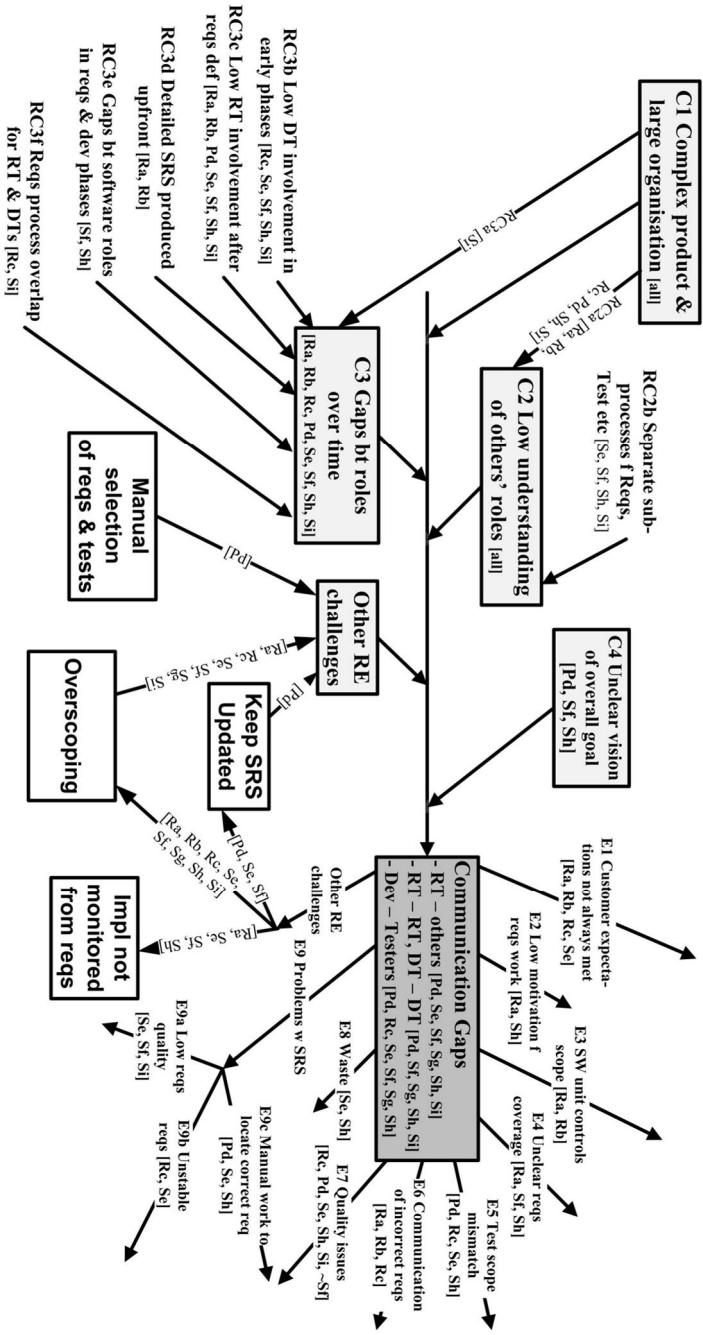 C1 Complex product &
large organisation [all]
RC3a [Si]
RC2a [Ra, Rb,
Rc, Pd, Sh, Si]
RC2b Separate sub-
processes f Reqs,
Test etc [Se, Sf, Sh, Si]
C2 Low understanding
of others' roles [all]
C4 Unclear vision
of overall goal
[Pd, Sf, Sh]
RC3b Low DT involvement in
early phases [Rc, Se, Sf, Sh, Si]
RC3c Low RT involvement after
reqs def [Ra, Rb, Pd, Se, Sf, Sh, Si]
RC3d Detailed SRS produced
upfront [Ra, Rb]
RC3e Gaps bt software roles
in reqs & dev phases [Sf, Sh]
RC3f Reqs process overlap
for RT & DTs [Rc, Si]
C3 Gaps bt roles
over time
[Ra, Rb, Rc, Pd, Se, Sf, Sh, Si]
Manual
selection
of reqs & tests
[Pd]
Other RE
challenges
[Ra, Rc, Se, Sf, Sg, Si]
[Pd]
Overscoping
Keep SRS
Updated
[Pd, Se, Sf]
[Ra, Rb, Rc, Se,
Sf, Sg, Sh, Si]
[Ra, Se, Sf, Sh]
Impl not
monitored
from reqs
Other RE
challenges
Communication Gaps
- RT – others [Pd, Se, Sf, Sg, Sh, Si]
- RT – RT, DT – DT [Pd, Sf, Sg, Sh, Si]
- Dev – Testers [Pd, Rc, Se, Sf, Sg, Sh]
E1 Customer expecta-
tions not always met
[Ra, Rb, Rc, Se]
E2 Low motivation f
reqs work [Ra, Sh]
E3 SW unit controls
scope [Ra, Rb]
E4 Unclear reqs
coverage [Ra, Sf, Sh]
E5 Test scope
mismatch
[Pd, Rc, Se, Sh]
E6 Communication
of incorrect reqs
[Ra, Rb, Rc]
E7 Quality issues
[Rc, Pd, Se, Sh, Si, ~Sf]
E8 Waste [Se, Sh]
E9 Problems w SRS
E9a Low reqs
quality
[Se, Sf, Si]
E9b Unstable
reqs [Rc, Se]
E9c Manual work to
locate correct req
[Pd, Se, Sh]